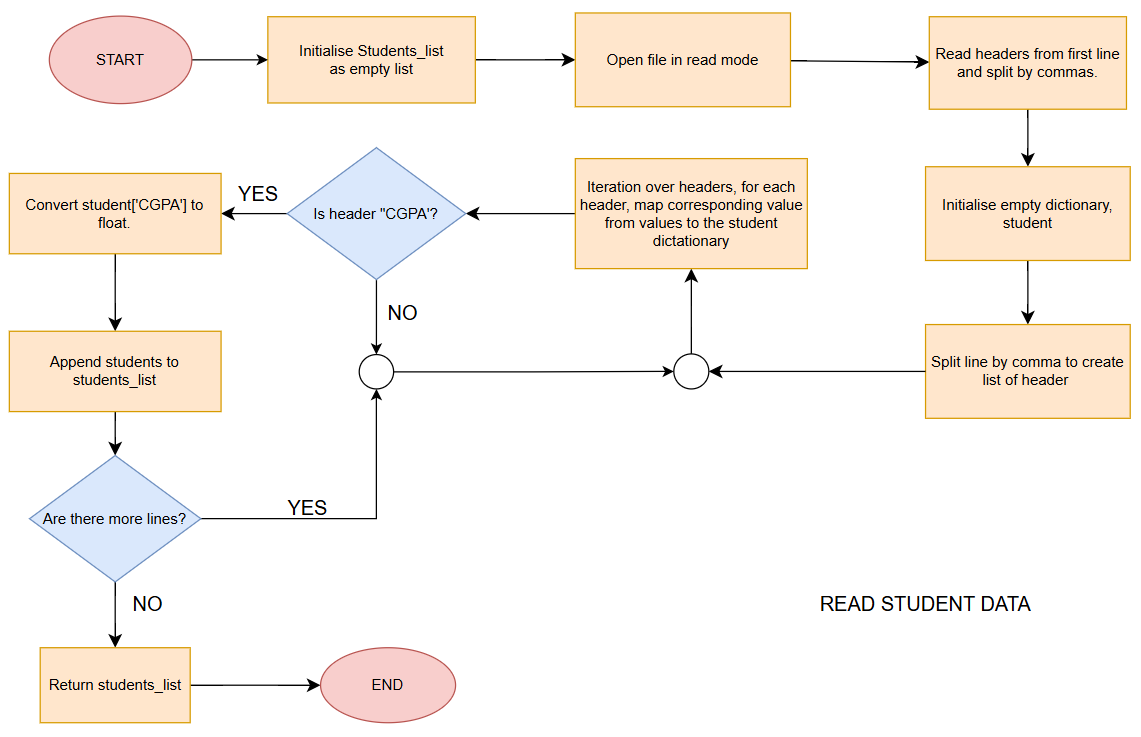 START
Initialise Students_list
as empty list
Open file in read mode
Read headers from first line
and split by commas.
Initialise empty dictionary,
student
Split line by comma to create
list of header
Iteration over headers, for each
header, map corresponding value
from values to the student
dictationary
Is header "CGPA'?
YES
NO
Convert student['CGPA'] to
float.
Append students to
students_list
Are there more lines?
YES
NO
Return students_list
END
READ STUDENT DATA